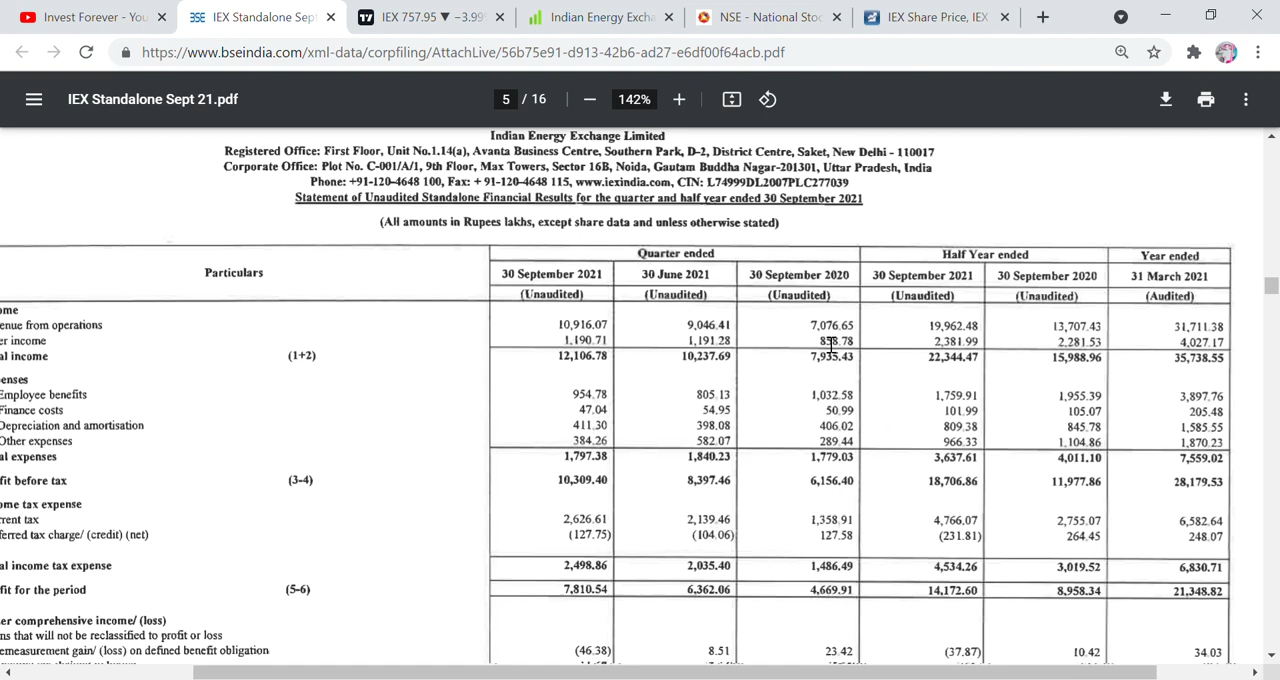 Invest Forever - You
IEX Standalone Sept
IEX 757.95 ▼ −3.99
Indian Energy Excha
NSE - National Stoc
IEX Share Price, IEX
https://www.bseindia.com/xml-data/corpfiling/AttachLive/56b75e91-d913-42b6-ad27-e6df00f64acb.pdf
IEX Standalone Sept 21.pdf
5 / 16
142%
Indian Energy Exchange Limited
Registered Office: First Floor, Unit No.1.14(a), Avanta Business Centre, Southern Park, D-2, District Centre, Saket, New Delhi - 110017
Corporate Office: Plot No. C-001/A/1, 9th Floor, Max Towers, Sector 16B, Noida, Gautam Buddha Nagar-201301, Uttar Pradesh, India
Phone: +91-120-4648 100, Fax: + 91-120-4648 115, www.iexindia.com, CIN: L74999DL2007PLC277039
Statement of Unaudited Standalone Financial Results for the quarter and half year ended 30 September 2021
(All amounts in Rupees lakhs, except share data and unless otherwise stated)
Particulars Quarter ended Half Year ended Year ended
30 September 2021 30 June 2021 30 September 2020 30 September 2021 30 September 2020 31 March 2021
(Unaudited) (Unaudited) (Unaudited) (Unaudited) (Unaudited) (Audited)
ome
enue from operations 10,916.07 9,046.41 7,076.65 19,962.48 13,707.43 31,711.38
er income 1,190.71 1,191.28 2,381.99 2,281.53 4,027.17
al income (1+2) 12,106.78 10,237.69 7,935.43 22,344.47 15,988.96 35,738.55
enses
Employee benefits 954.78 805.13 1,032.58 1,759.91 1,955.39 3,897.76
Finance costs 47.04 54.95 50.99 101.99 105.07 205.48
Depreciation and amortisation 411.30 398.08 406.02 809.38 845.78 1,585.55
Other expenses 384.26 582.07 289.44 966.33 1,104.86 1,870.23
al expenses 1,797.38 1,840.23 1,779.03 3,637.61 4,011.10 7,559.02
fit before tax (3-4) 10,309.40 8,397.46 6,156.40 18,706.86 11,977.86 28,179.53
ome tax expense
rrent tax 2,626.61 2,139.46 1,358.91 4,766.07 2,755.07 6,582.64
ferred tax charge/ (credit) (net) (127.75) (104.06) 127.58 (231.81) 264.45 248.07
al income tax expense 2,498.86 2,035.40 1,486.49 4,534.26 3,019.52 6,830.71
fit for the period (5-6) 7,810.54 6,362.06 4,669.91 14,172.60 8,958.34 21,348.82
er comprehensive income/ (loss)
ns that will not be reclassified to profit or loss
emeasurement gain/ (loss) on defined benefit obligation (46.38) 8.51 23.42 (37.87) 10.42 34.03